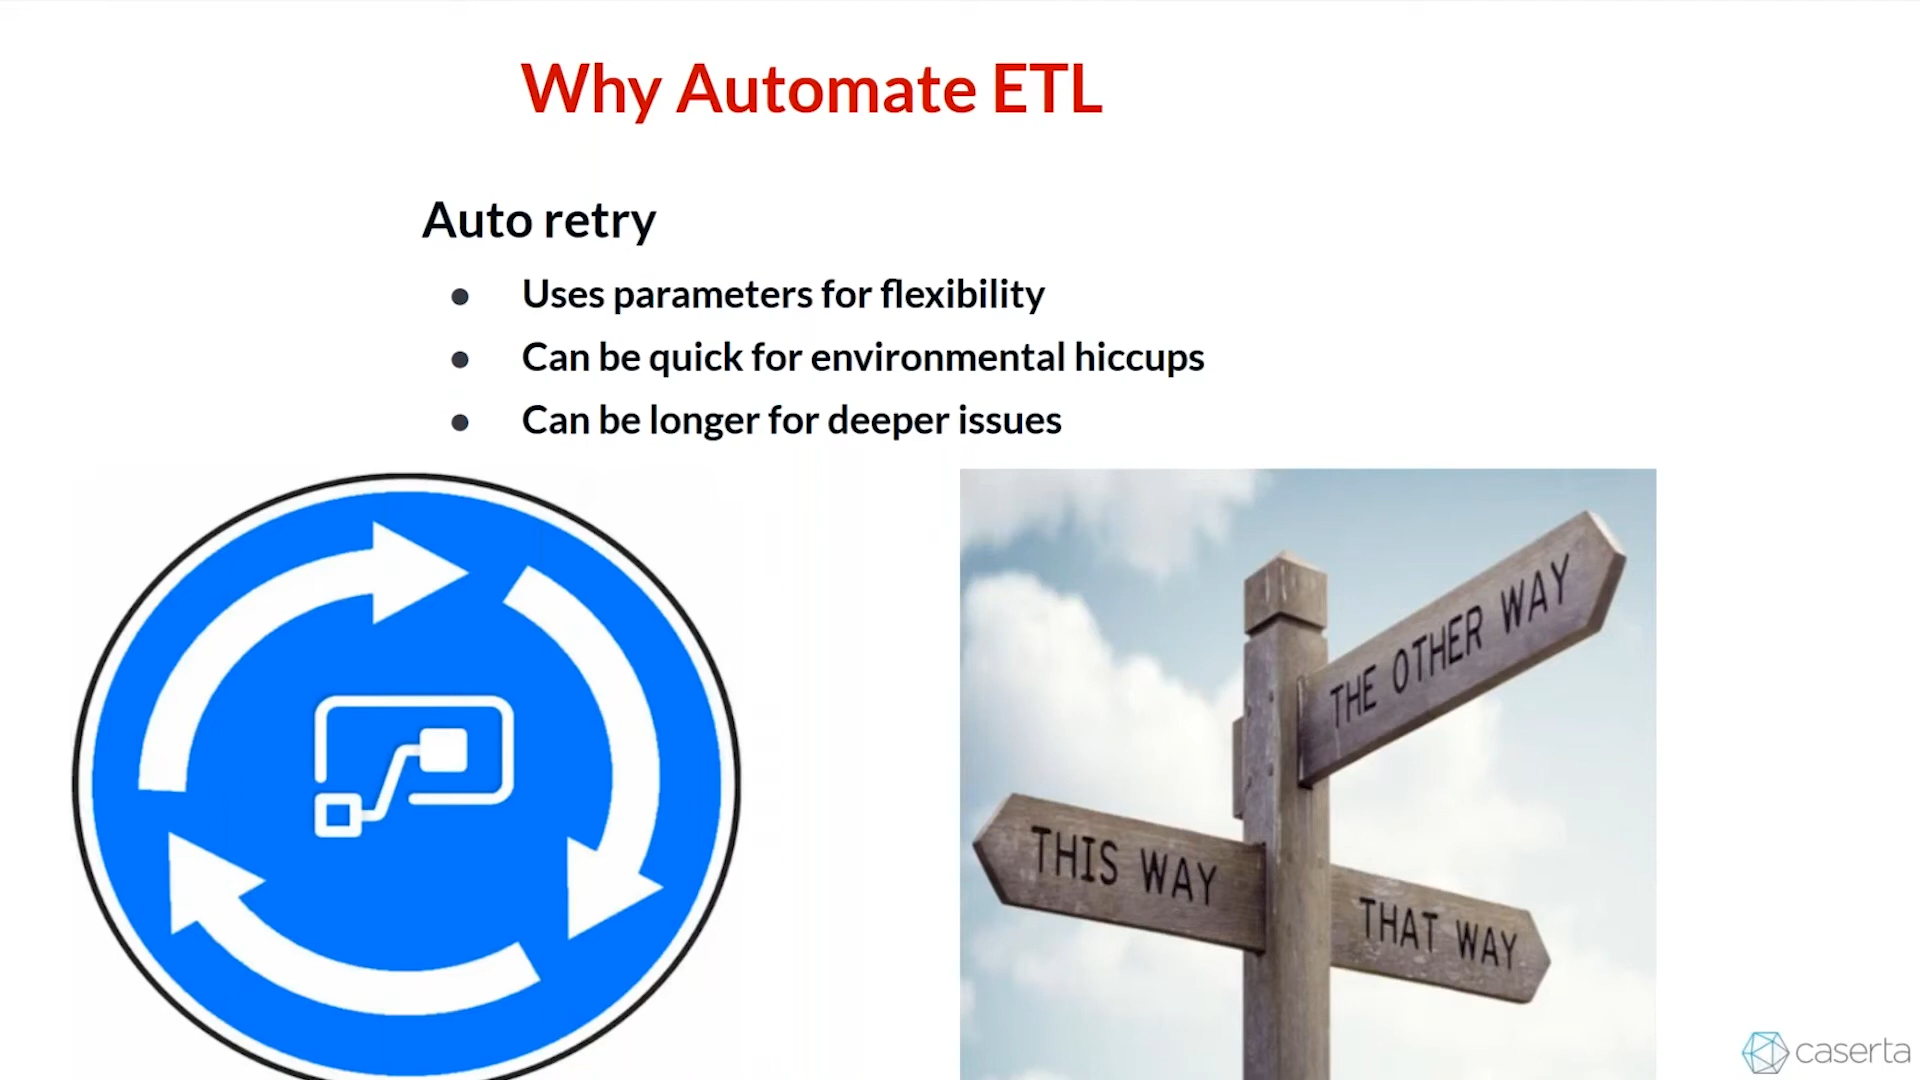 Why Automate ETL
Auto retry
● Uses parameters for flexibility
● Can be quick for environmental hiccups
● Can be longer for deeper issues
THE OTHER WAY
THIS WAY
THAT WAY
caserta